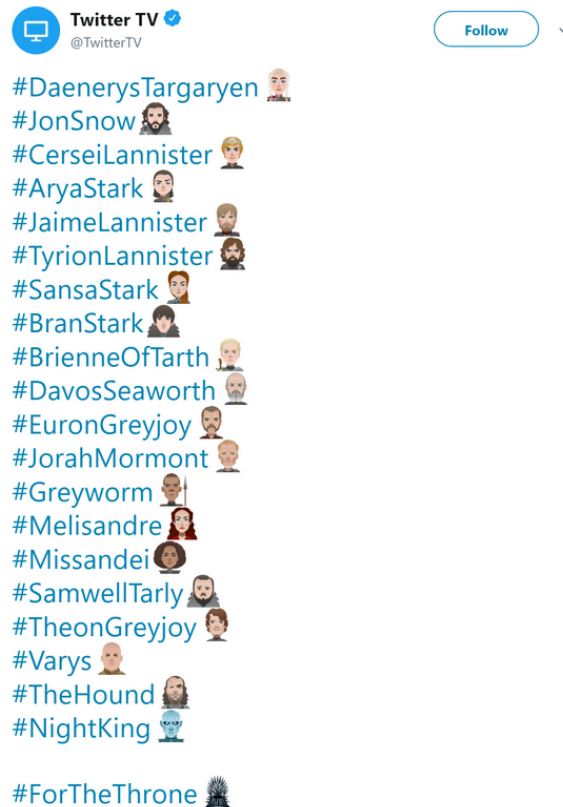 Twitter TV
@TwitterTV
Follow
#DaenerysTargaryen
#JonSnow
#CerseiLannister
#AryaStark
#JaimeLannister
#TyrionLannister
#SansaStark
#BranStark
#BrienneOfTarth
#DavosSeaworth
#EuronGreyjoy
#JorahMormont
#Greyworm
#Melisandre
#Missandei
#SamwellTarly
#TheonGreyjoy
#Varys
#TheHound
#NightKing
#ForTheThrone